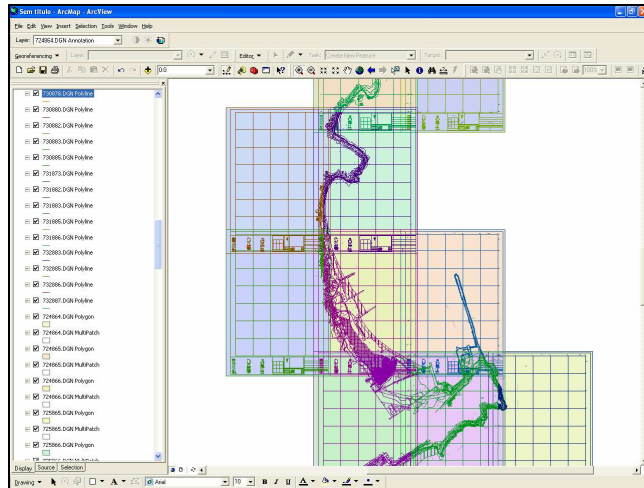 Sem título - ArcMap - ArcView
File Edit View Insert Selection Tools Window Help
Layer: 724864.DGN Annotation
Georeferencing Layer: Editor Task: Create New Feature Target:
0:0 100%
730878.DGN Polyline
730880.DGN Polyline
730882.DGN Polyline
730883.DGN Polyline
730885.DGN Polyline
731873.DGN Polyline
731882.DGN Polyline
731883.DGN Polyline
731885.DGN Polyline
731886.DGN Polyline
732883.DGN Polyline
732885.DGN Polyline
732886.DGN Polyline
732887.DGN Polyline
724864.DGN Polygon
724864.DGN MultiPatch
724865.DGN MultiPatch
724866.DGN Polygon
724866.DGN MultiPatch
725865.DGN Polygon
725865.DGN MultiPatch
725866.DGN Polygon
Display Source Selection
Drawing A Arial 10 B I U A